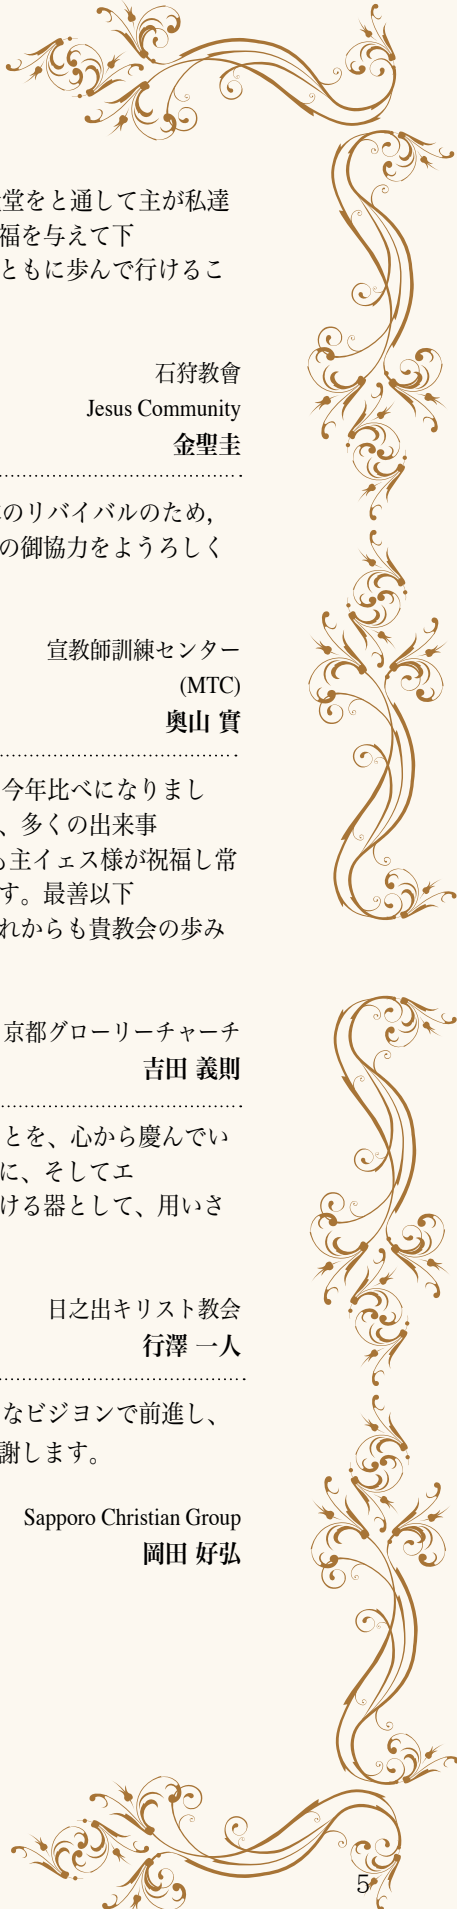 堂をと通して主が私達
福を与えて下
ともに歩んで行けるこ
石狩教會
Jesus Community
金聖圭
のリバイバルのため,
の御協力をようろしく
宣教師訓練センター
(MTC)
奥山 實
今年比べになりまし
、多くの出来事
も主イェス様が祝福し常
す。最善以下
れからも貴教会の歩み
京都グローリーチャーチ
吉田 義則
とを、心から慶んでい
に、そしてエ
ける器として、用いさ
日之出キリスト教会
行澤 一人
なビジヨンで前進し、
謝します。
Sapporo Christian Group
岡田 好弘
5